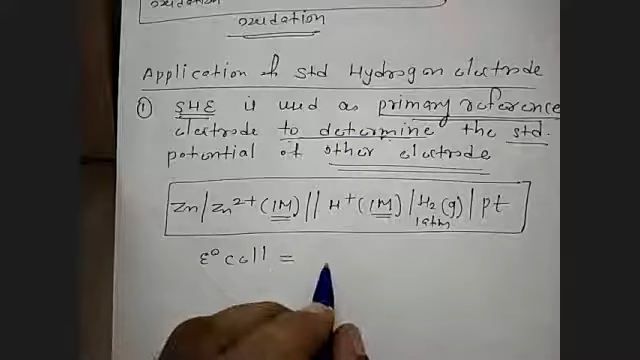 oxidation
oxidation
Application of std Hydrogen electrode
① SHE is used as primary reference
electrode to determine the std.
potential of other electrode
Zn/Zn²⁺(1M)//H⁺(1M)/H₂(g)/pt
1atm
E° cell =